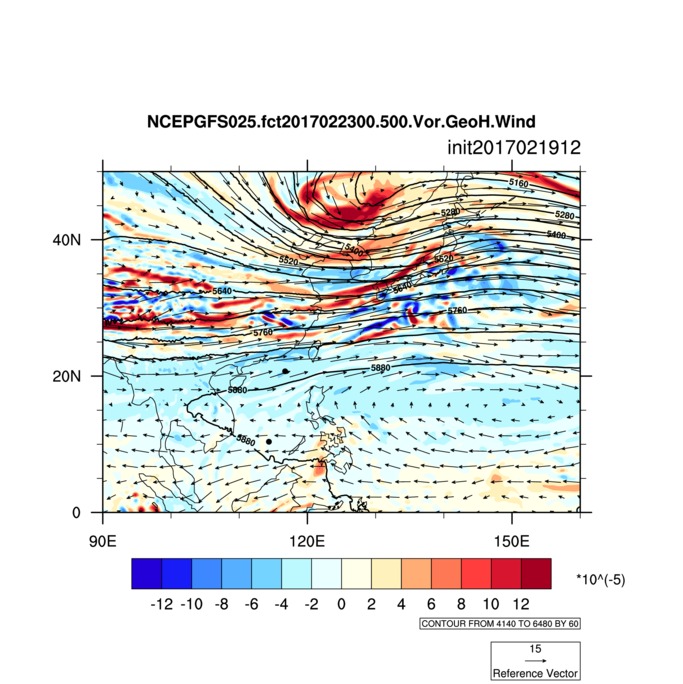 NCEPGFS025.fct2017022300.500.Vor.GeoH.Wind
init2017021912
5160
5280
5280
5400
40N
5400
5520
5520
5640
5640
5760
5760
5880
20N
5880
5880
0
90E 120E 150E
-12 -10 -8 -6 -4 -2 0 2 4 6 8 10 12
*10^(-5)
CONTOUR FROM 4140 TO 6480 BY 60
15
Reference Vector